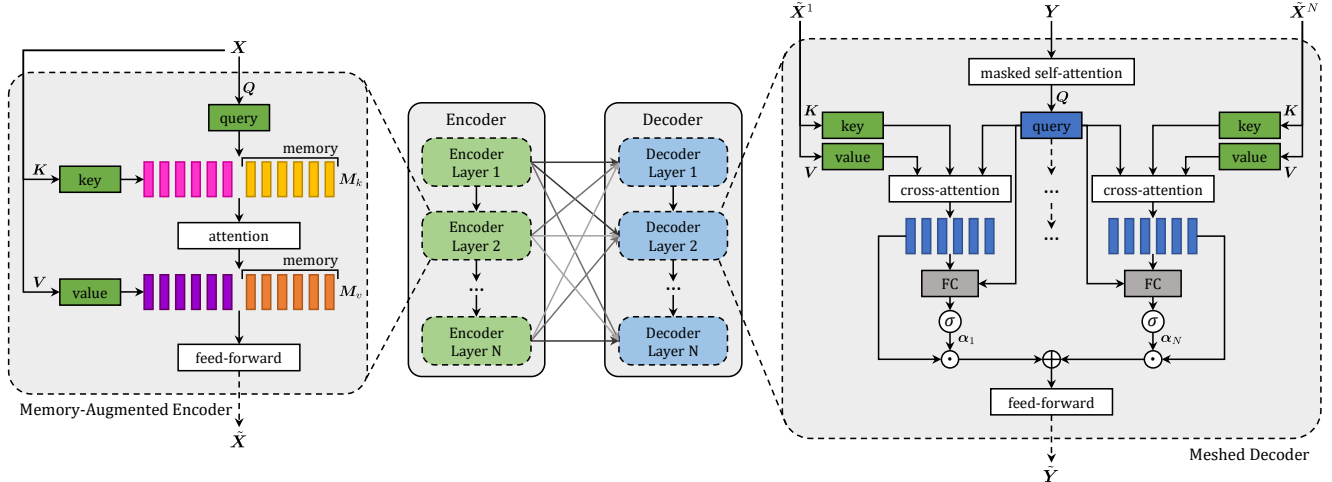 X
Q
query
memory
K
key
M_k
attention
memory
V
value
M_v
feed-forward
Memory-Augmented Encoder
X̃
Encoder
Encoder
Layer 1
Encoder
Layer 2
...
Encoder
Layer N
Decoder
Decoder
Layer 1
Decoder
Layer 2
...
Decoder
Layer N
X̃¹
Y
X̃ᴺ
masked self-attention
Q
K
key
query
key
K
value
value
V
V
cross-attention
...
cross-attention
...
FC
FC
σ
σ
α₁
α_N
feed-forward
Meshed Decoder
Ỹ